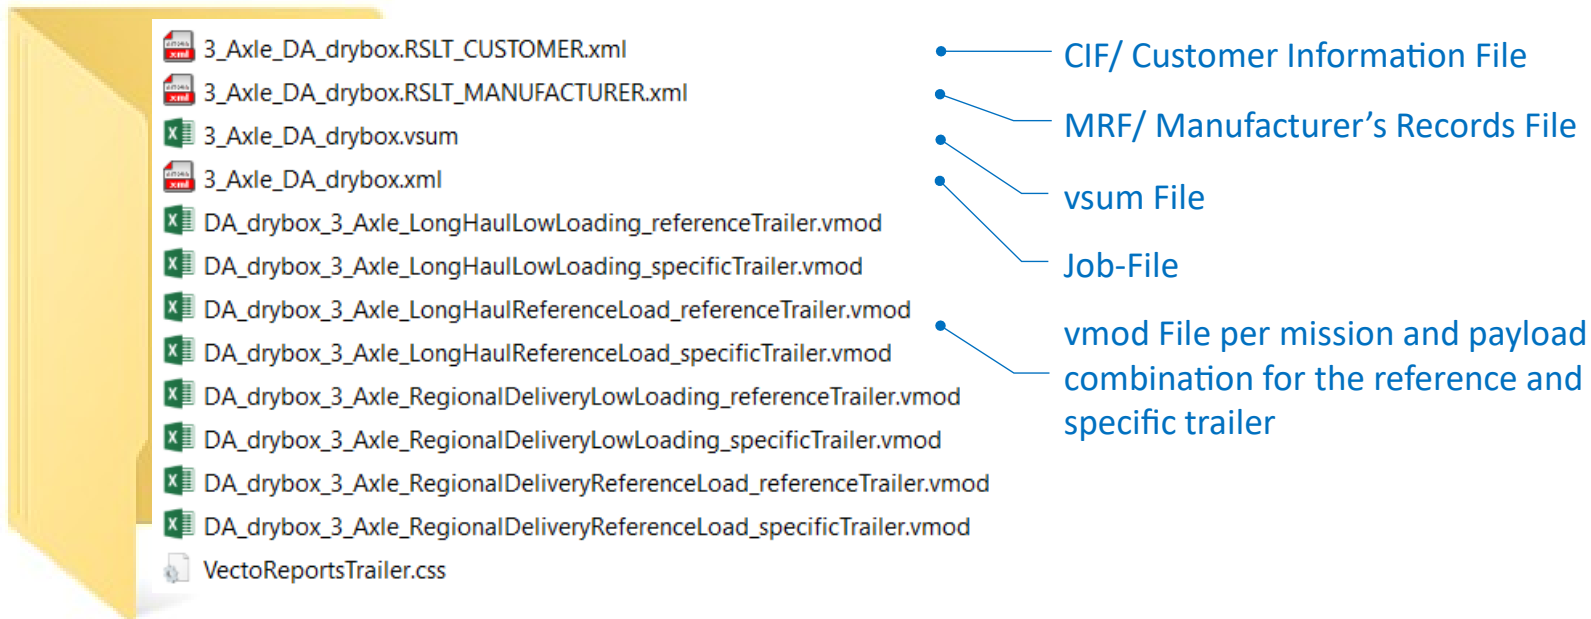 3_Axle_DA_drybox.RSLT_CUSTOMER.xml
CIF/ Customer Information File
3_Axle_DA_drybox.RSLT_MANUFACTURER.xml
MRF/ Manufacturer’s Records File
3_Axle_DA_drybox.vsum
vsum File
3_Axle_DA_drybox.xml
Job-File
DA_drybox_3_Axle_LongHaulLowLoading_referenceTrailer.vmod
DA_drybox_3_Axle_LongHaulLowLoading_specificTrailer.vmod
DA_drybox_3_Axle_LongHaulReferenceLoad_referenceTrailer.vmod
DA_drybox_3_Axle_LongHaulReferenceLoad_specificTrailer.vmod
DA_drybox_3_Axle_RegionalDeliveryLowLoading_referenceTrailer.vmod
DA_drybox_3_Axle_RegionalDeliveryLowLoading_specificTrailer.vmod
DA_drybox_3_Axle_RegionalDeliveryReferenceLoad_referenceTrailer.vmod
DA_drybox_3_Axle_RegionalDeliveryReferenceLoad_specificTrailer.vmod
vmod File per mission and payload
combination for the reference and
specific trailer
VectoReportsTrailer.css